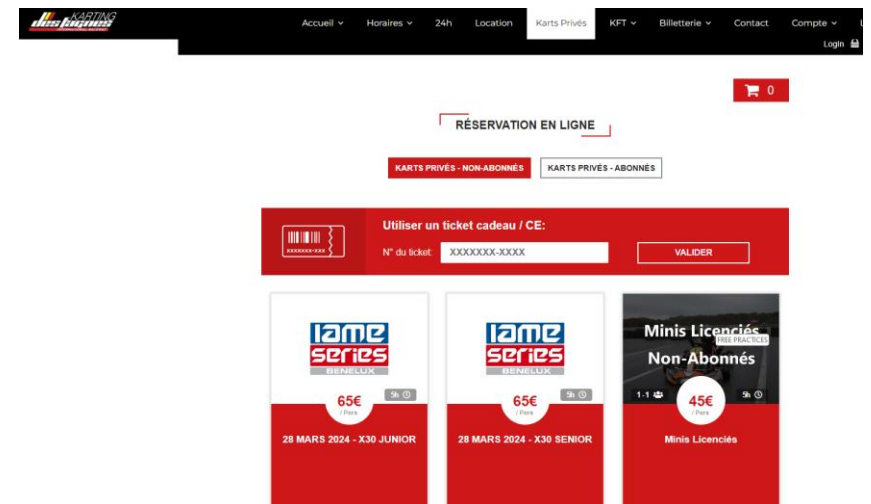 KARTING
des fagnes
Accueil Horaires 24h Location Karts Privés KFT Billetterie Contact Compte L
Login
0
RÉSERVATION EN LIGNE
KARTS PRIVÉS - NON-ABONNÉS KARTS PRIVÉS - ABONNÉS
Utiliser un ticket cadeau / CE:
XXXXXXX-XXX
N° du ticket: XXXXXXX-XXXX VALIDER
iame
series
BENELUX
5h
65€
/ Pers
28 MARS 2024 - X30 JUNIOR
iame
series
BENELUX
5h
65€
/ Pers
28 MARS 2024 - X30 SENIOR
Minis Licenciés
FREE PRACTICES
Non-Abonnés
1-1 5h
45€
/ Pers
Minis Licenciés